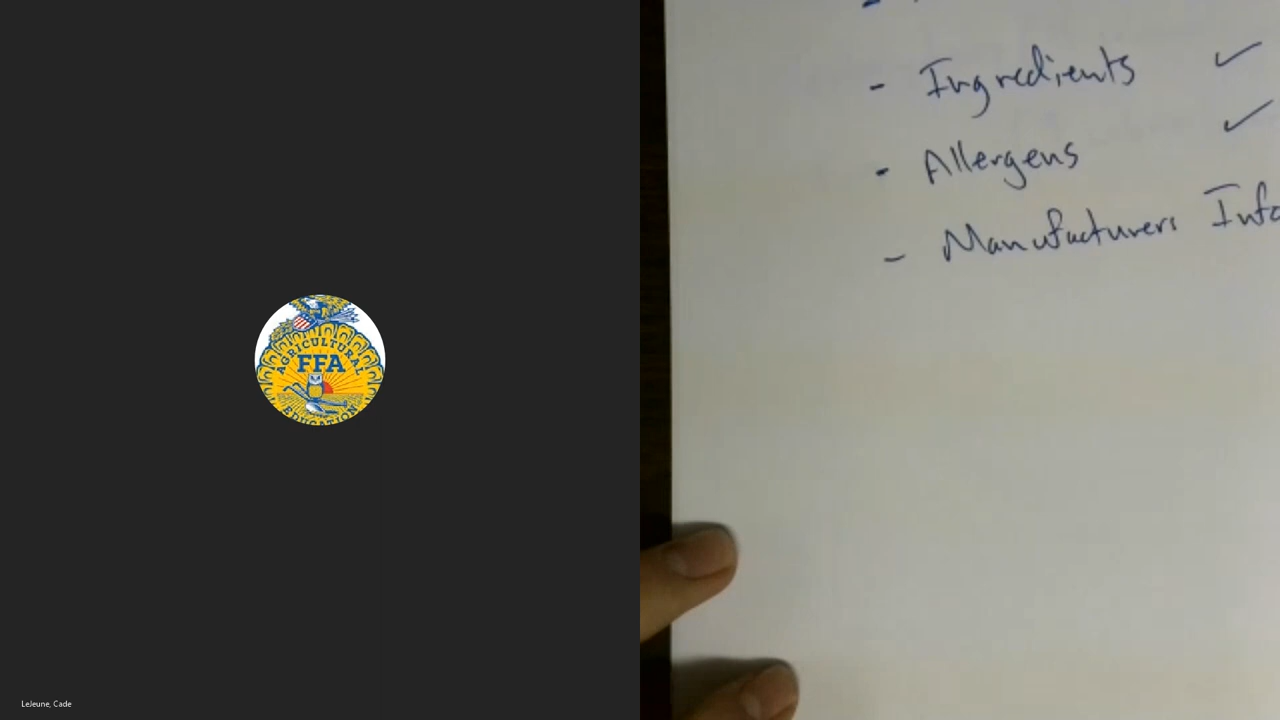 AGRICULTURAL
FFA
EDUCATION
LeJeune, Cade
- Ingredients ✓
- Allergens ✓
- Manufacturers Info